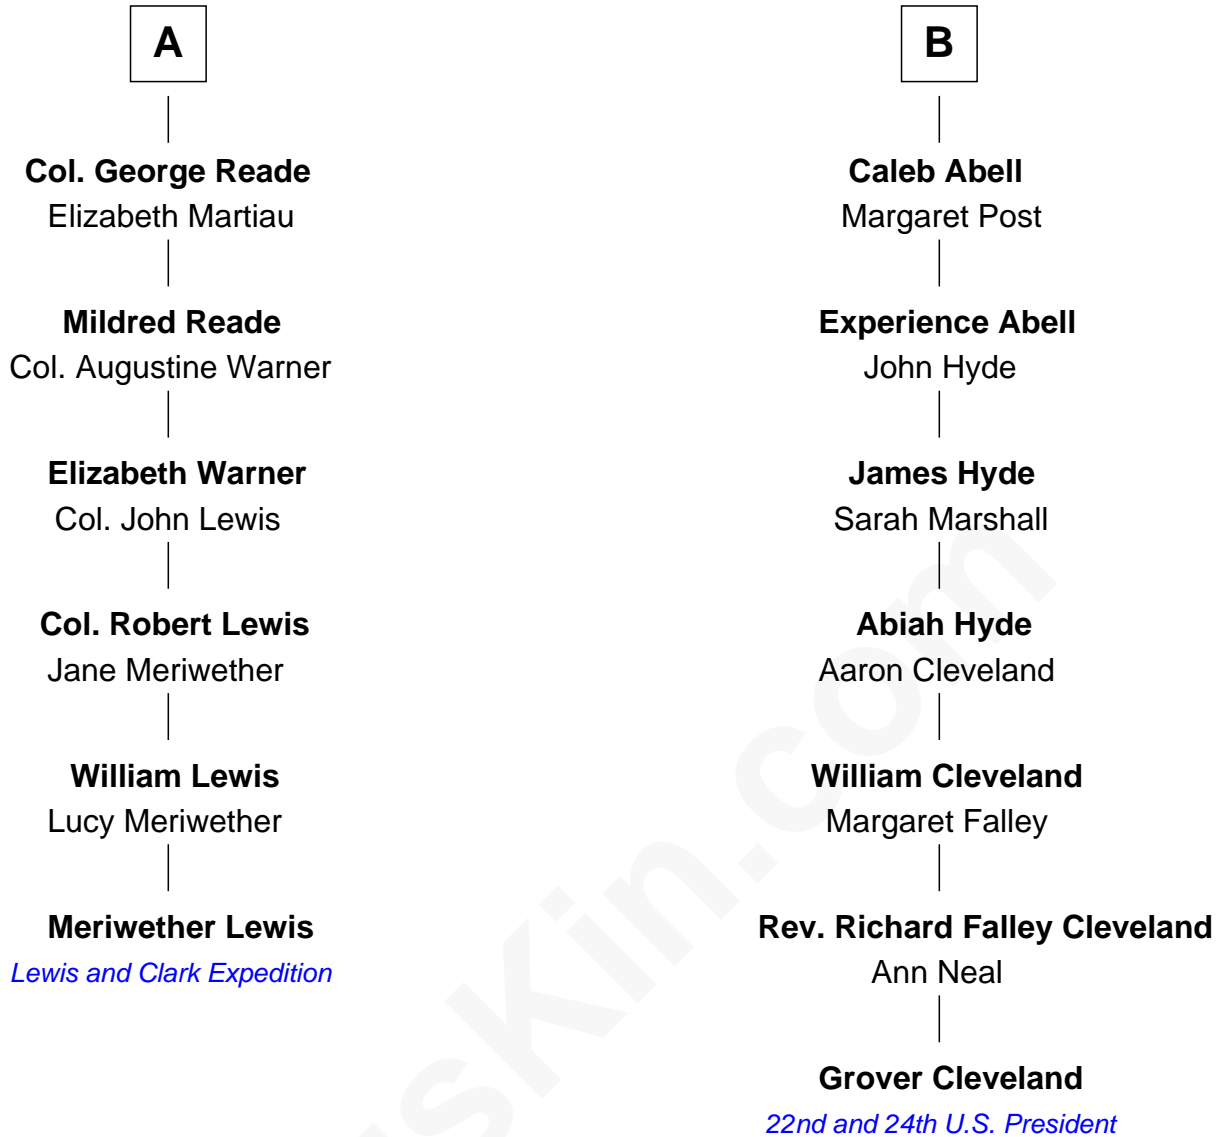 A
Col. George Reade
Elizabeth Martiau
Mildred Reade
Col. Augustine Warner
Elizabeth Warner
Col. John Lewis
Col. Robert Lewis
Jane Meriwether
William Lewis
Lucy Meriwether
Meriwether Lewis
Lewis and Clark Expedition
B
Caleb Abell
Margaret Post
Experience Abell
John Hyde
James Hyde
Sarah Marshall
Abiah Hyde
Aaron Cleveland
William Cleveland
Margaret Falley
Rev. Richard Falley Cleveland
Ann Neal
Grover Cleveland
22nd and 24th U.S. President